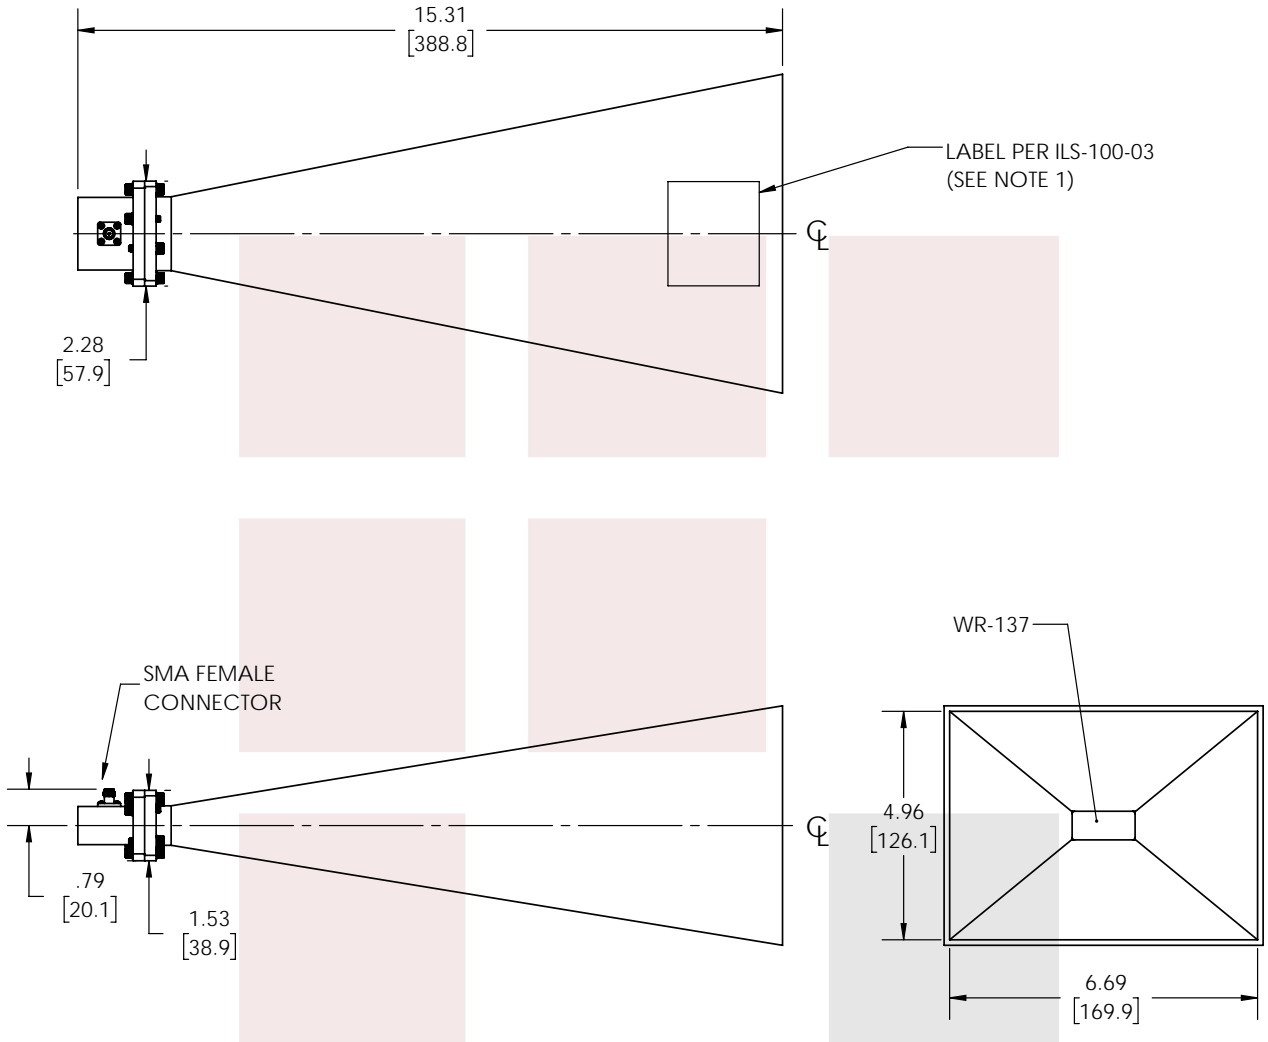 15.31
[388.8]
LABEL PER ILS-100-03
(SEE NOTE 1)
℄
2.28
[57.9]
WR-137
SMA FEMALE
CONNECTOR
℄
4.96
[126.1]
.79
[20.1]
1.53
[38.9]
6.69
[169.9]